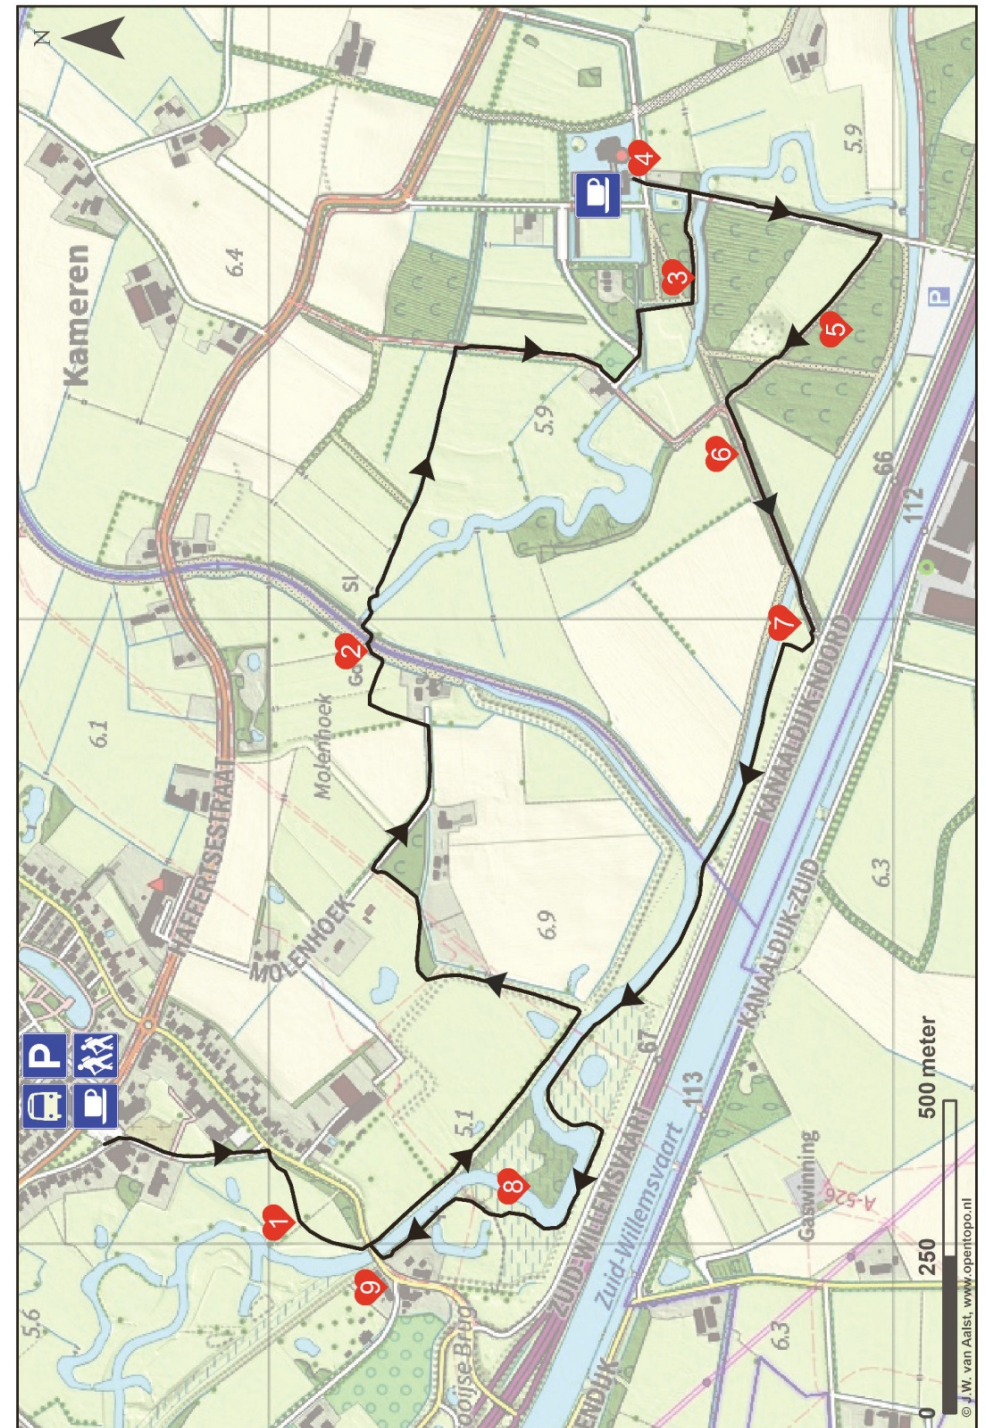 N
Kameren
6.4
5.9
6.1
Molenhoek
MOLENHOEK
SI
Ga
5.9
6.9
5.1
5.6
6.3
6.3
P
P
1
2
3
4
5
6
7
8
9
KANAALDIJK-NOORD
KANAALDIJK-ZUID
ZUID-WILLEMSVAART
Zuid-Willemsvaart
66
112
67
113
Gaswinning
A-526
0
250
500 meter
© J.W. van Aalst, www.opentopo.nl